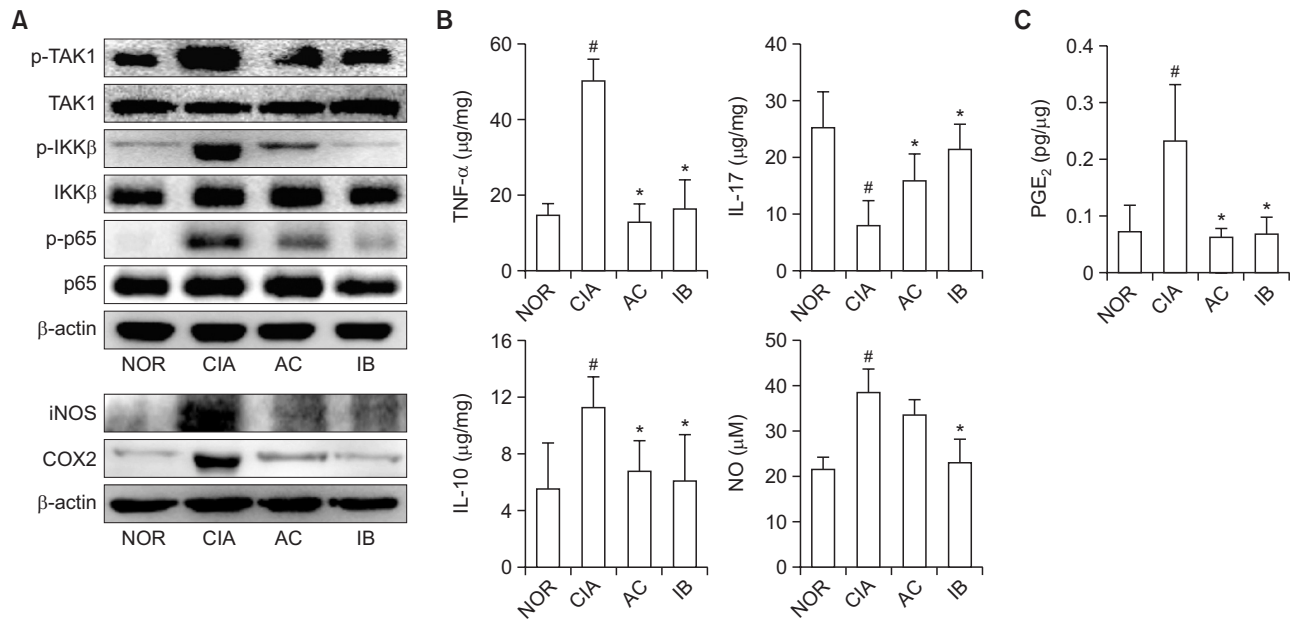 A
p-TAK1
TAK1
p-IKKβ
IKKβ
p-p65
p65
β-actin
NOR CIA AC IB
iNOS
COX2
β-actin
NOR CIA AC IB
B
TNF-α (μg/mg)
60
40
20
0
#
*
*
NOR CIA AC IB
IL-17 (μg/mg)
40
30
20
10
0
#
*
*
NOR CIA AC IB
IL-10 (μg/mg)
16
12
8
4
0
#
*
*
NOR CIA AC IB
NO (μM)
50
40
30
20
10
0
#
*
NOR CIA AC IB
C
PGE₂ (pg/μg)
0.4
0.3
0.2
0.1
0
#
*
*
NOR CIA AC IB